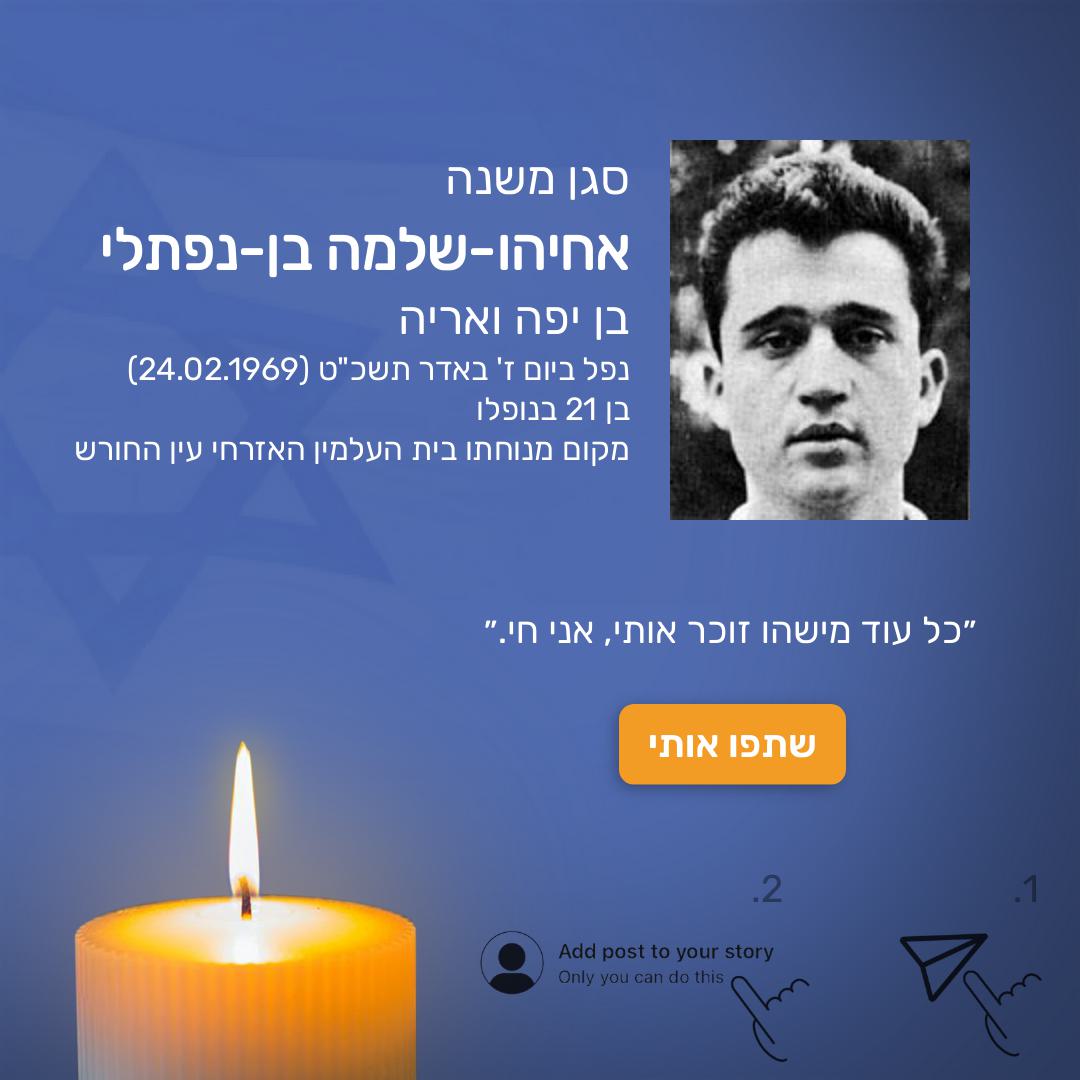 סגן משנה
אחיהו-שלמה בן-נפתלי
בן יפה ואריה
נפל ביום ז' באדר תשכ"ט (24.02.1969)
בן 21 בנופלו
מקום מנוחתו בית העלמין האזרחי עין החורש
״כל עוד מישהו זוכר אותי, אני חי.״
שתפו אותי
1.
2.
Add post to your story
Only you can do this